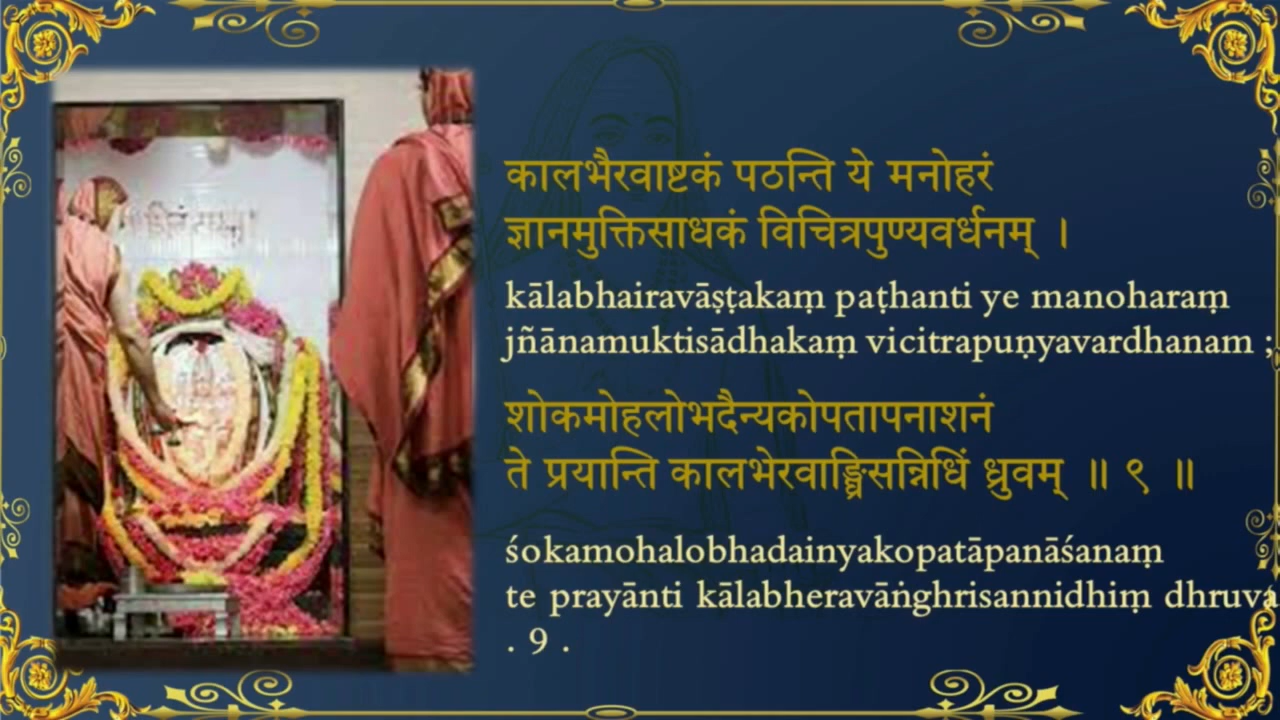 कालभैरवाष्टकं पठन्ति ये मनोहरं
ज्ञानमुक्तिसाधकं विचित्रपुण्यवर्धनम् ।
kālabhairavāṣṭakaṃ paṭhanti ye manoharaṃ
jñānamuktisādhakaṃ vicitrapuṇyavardhanam ;
शोकमोहलोभदैन्यकोपतापनाशनं
ते प्रयान्ति कालभेरवाङ्घ्रिसन्निधिं ध्रुवम् ॥ ९ ॥
śokamohalobhadainyakopatāpanāśanaṃ
te prayānti kālabheravāṅghrisannidhiṃ dhruva
. 9 .